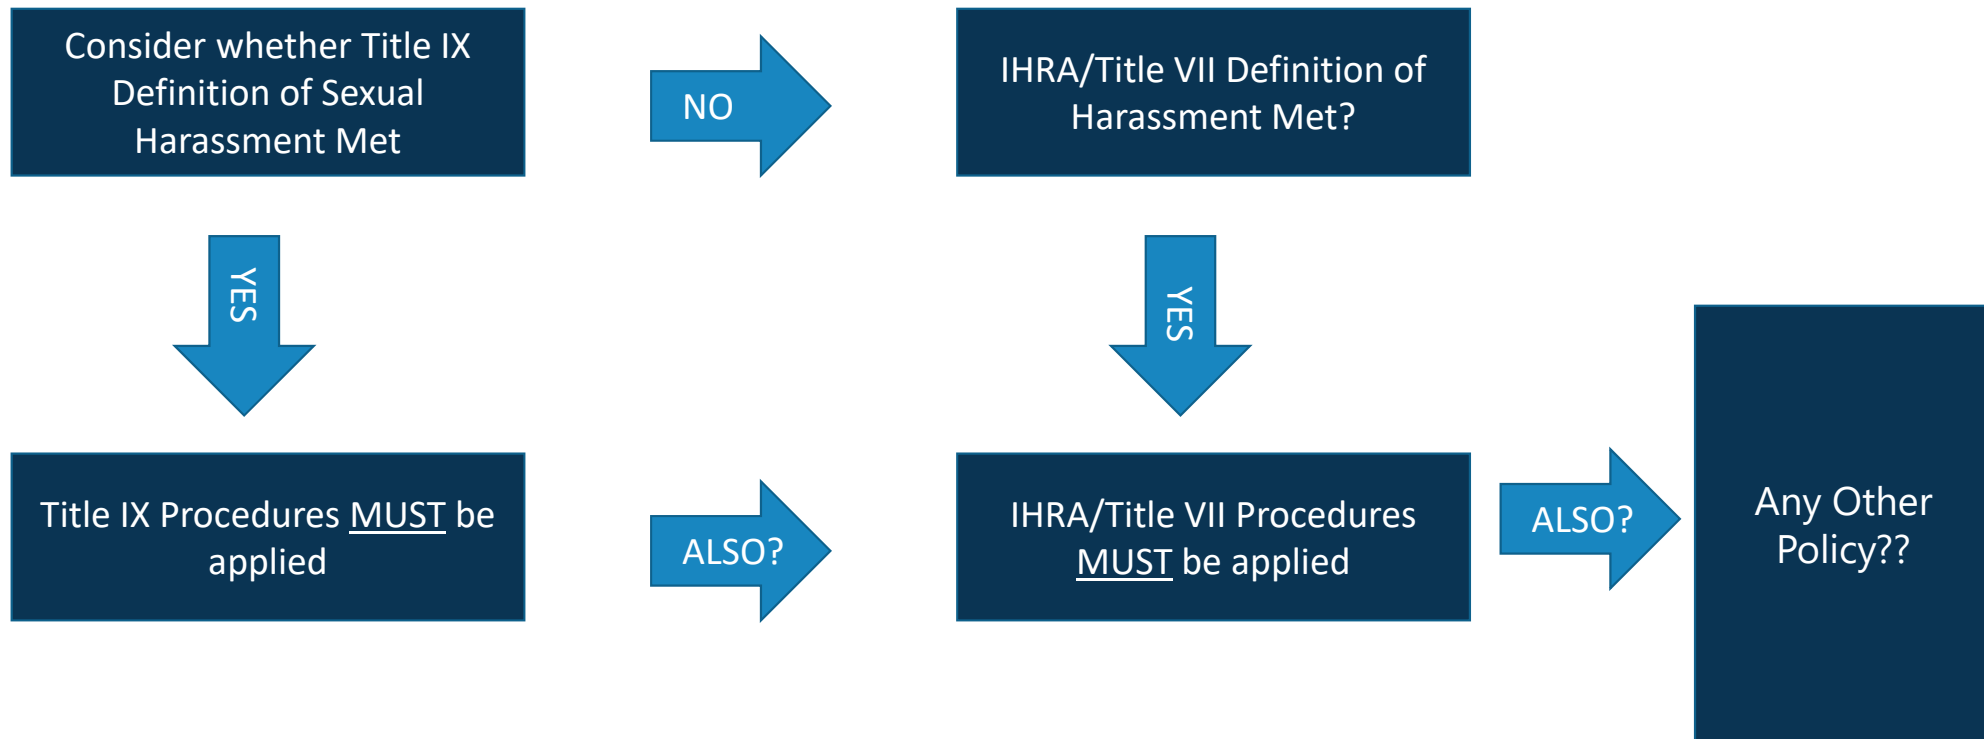 Consider whether Title IX
Definition of Sexual
Harassment Met
NO
IHRA/Title VII Definition of
Harassment Met?
YES
YES
Title IX Procedures MUST be
applied
ALSO?
IHRA/Title VII Procedures
MUST be applied
ALSO?
Any Other
Policy??